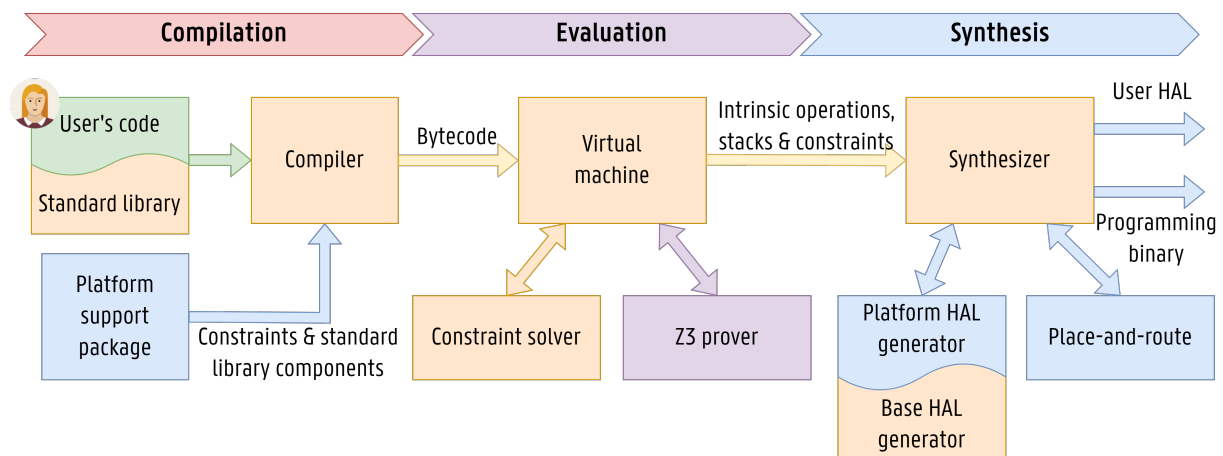 Compilation
Evaluation
Synthesis
User's code
Standard library
Compiler
Bytecode
Virtual
machine
Intrinsic operations,
stacks & constraints
Synthesizer
User HAL
Programming
binary
Platform
support
package
Constraints & standard
library components
Constraint solver
Z3 prover
Platform HAL
generator
Base HAL
generator
Place-and-route